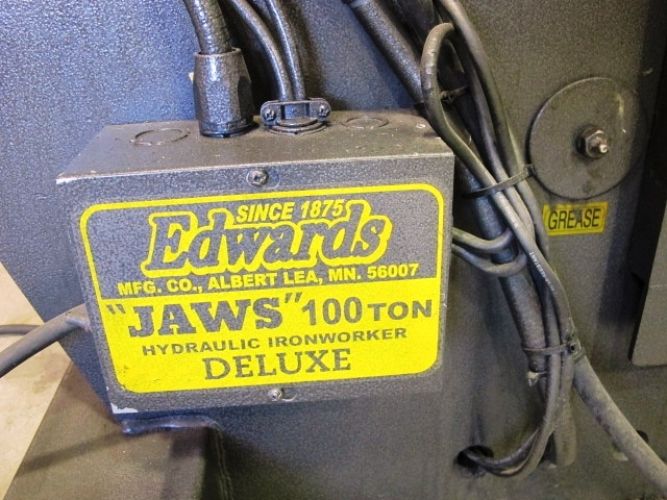 SINCE 1875
Edwards
MFG. CO., ALBERT LEA, MN. 56007
"JAWS" 100 TON
HYDRAULIC IRONWORKER
DELUXE
GREASE